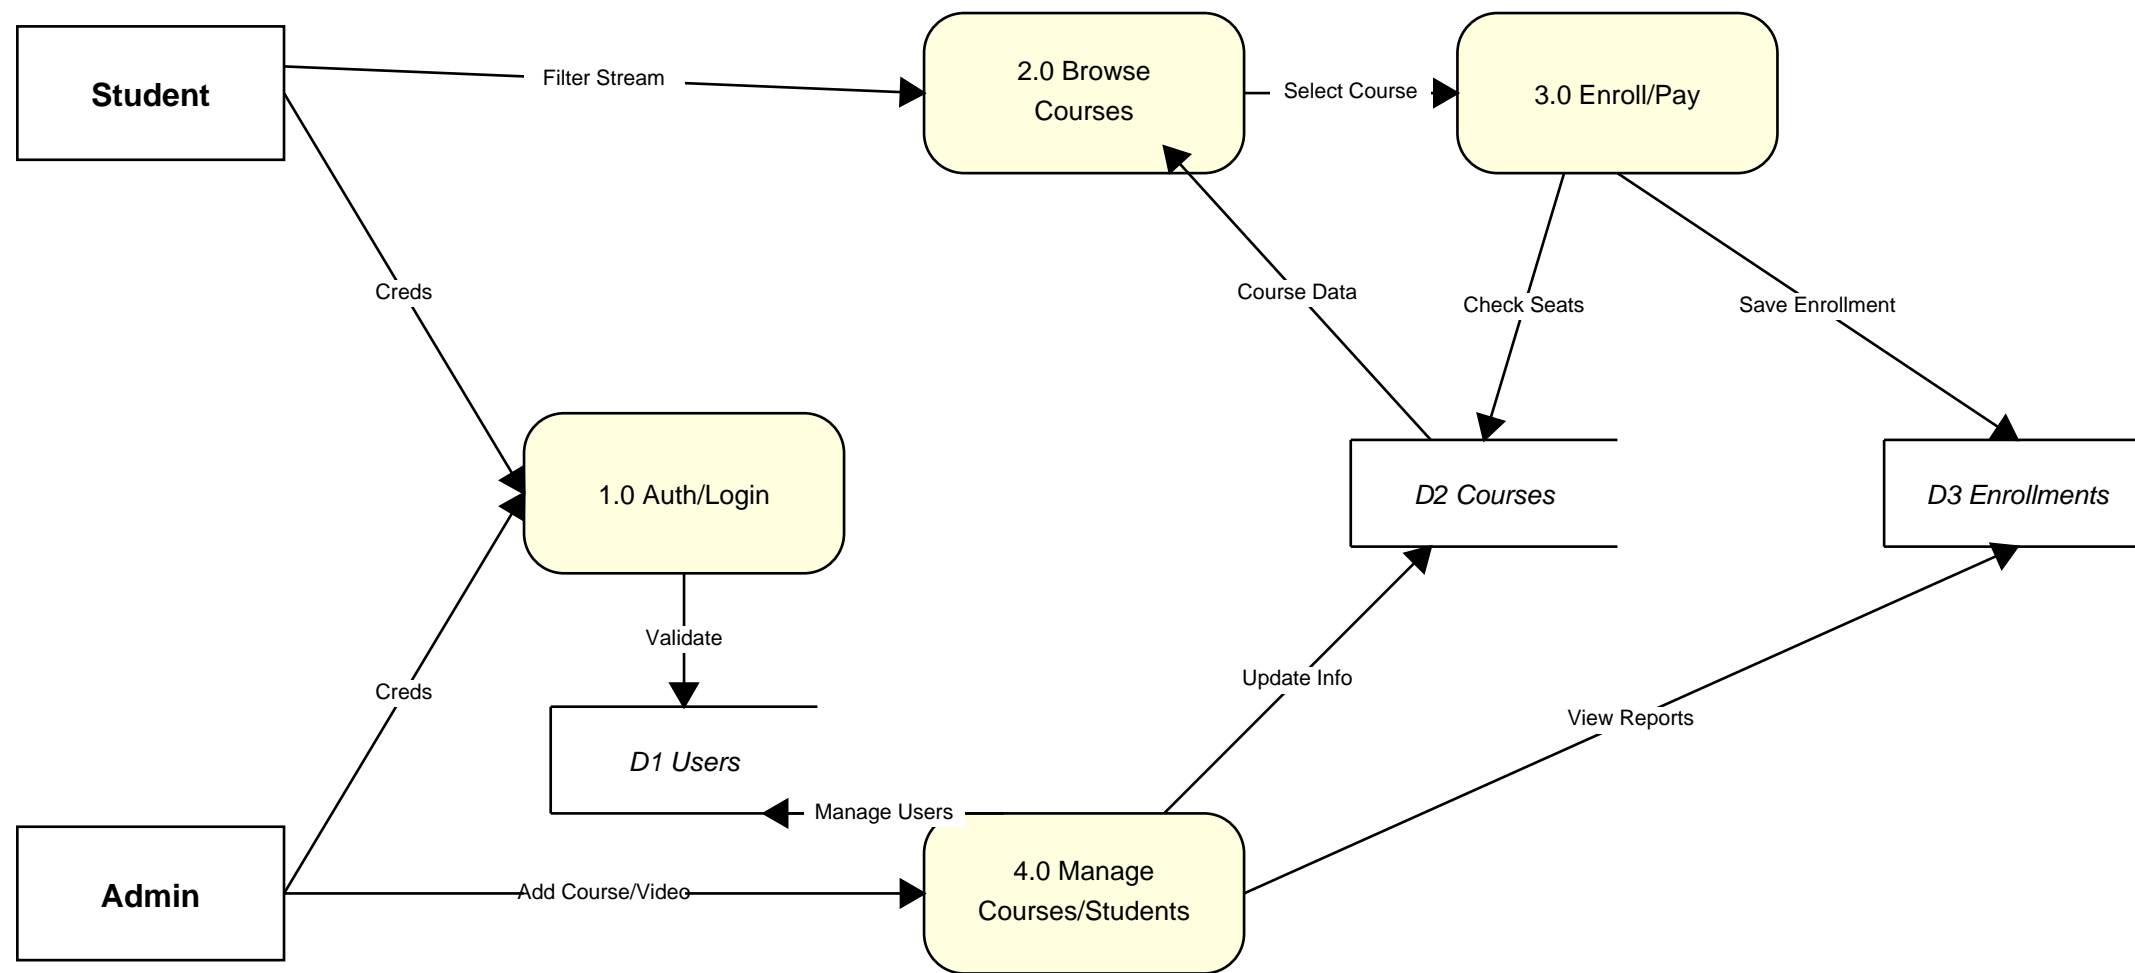 Student
Filter Stream
2.0 Browse
Courses
Select Course
3.0 Enroll/Pay
Creds
Course Data
Check Seats
Save Enrollment
1.0 Auth/Login
D2 Courses
D3 Enrollments
Validate
Creds
Update Info
View Reports
D1 Users
Manage Users
Admin
Add Course/Video
4.0 Manage
Courses/Students